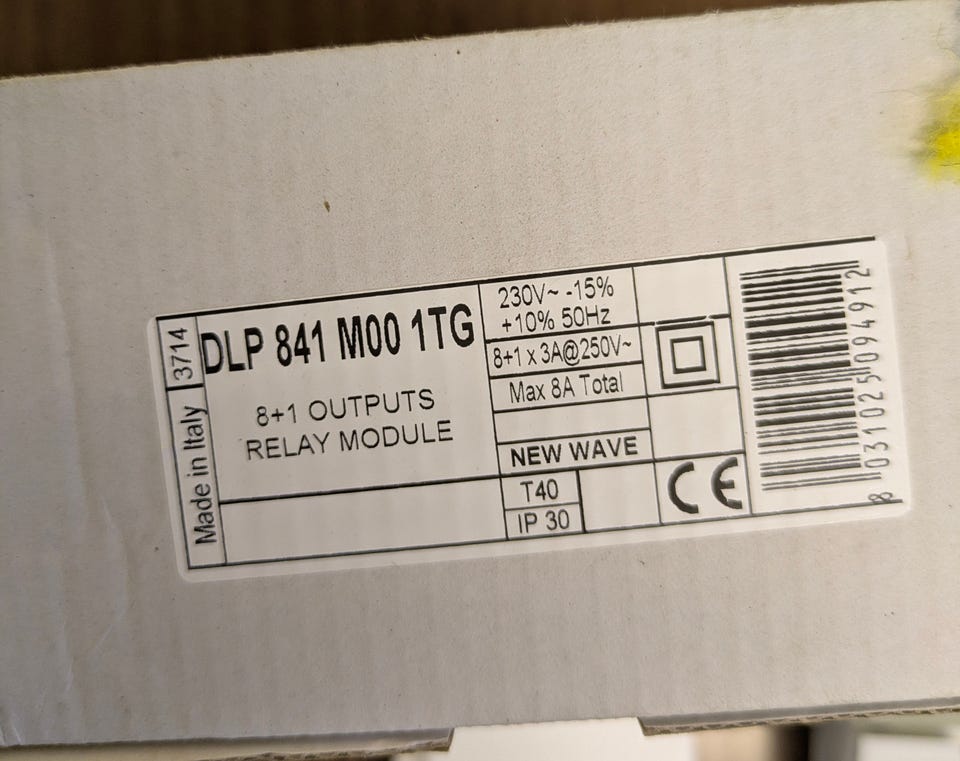 3714
Made in Italy
DLP 841 M00 1TG
8+1 OUTPUTS
RELAY MODULE
230V~ -15%
+10% 50Hz
8+1 x 3A@250V~
Max 8A Total
NEW WAVE
T40
IP 30
CE
8 031025 094912